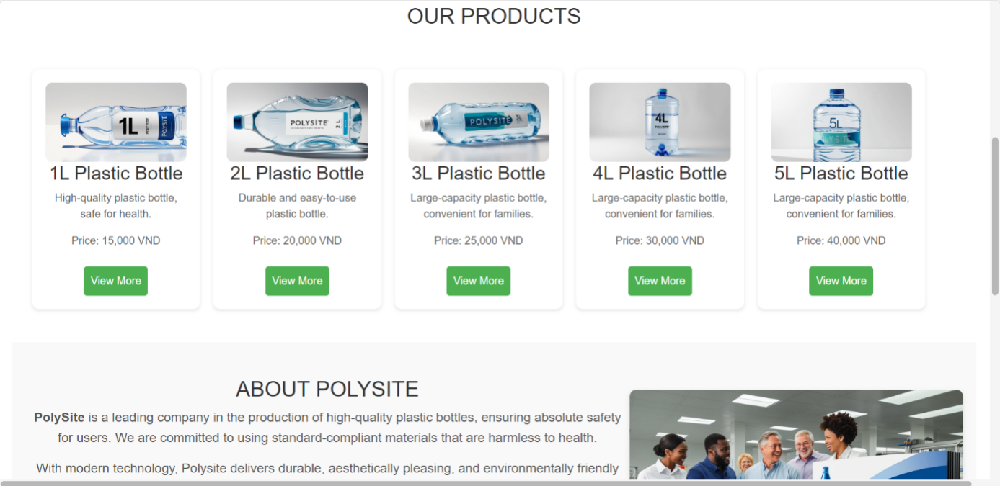 OUR PRODUCTS
1L
POLYSITE
POLYSITE
2 L
POLYSITE
3L
4L
POLYSITE
5L
POLYSITE
1L Plastic Bottle
High-quality plastic bottle,
safe for health.
Price: 15,000 VND
View More
2L Plastic Bottle
Durable and easy-to-use
plastic bottle.
Price: 20,000 VND
View More
3L Plastic Bottle
Large-capacity plastic bottle,
convenient for families.
Price: 25,000 VND
View More
4L Plastic Bottle
Large-capacity plastic bottle,
convenient for families.
Price: 30,000 VND
View More
5L Plastic Bottle
Large-capacity plastic bottle,
convenient for families.
Price: 40,000 VND
View More
ABOUT POLYSITE
PolySite is a leading company in the production of high-quality plastic bottles, ensuring absolute safety
for users. We are committed to using standard-compliant materials that are harmless to health.
With modern technology, Polysite delivers durable, aesthetically pleasing, and environmentally friendly